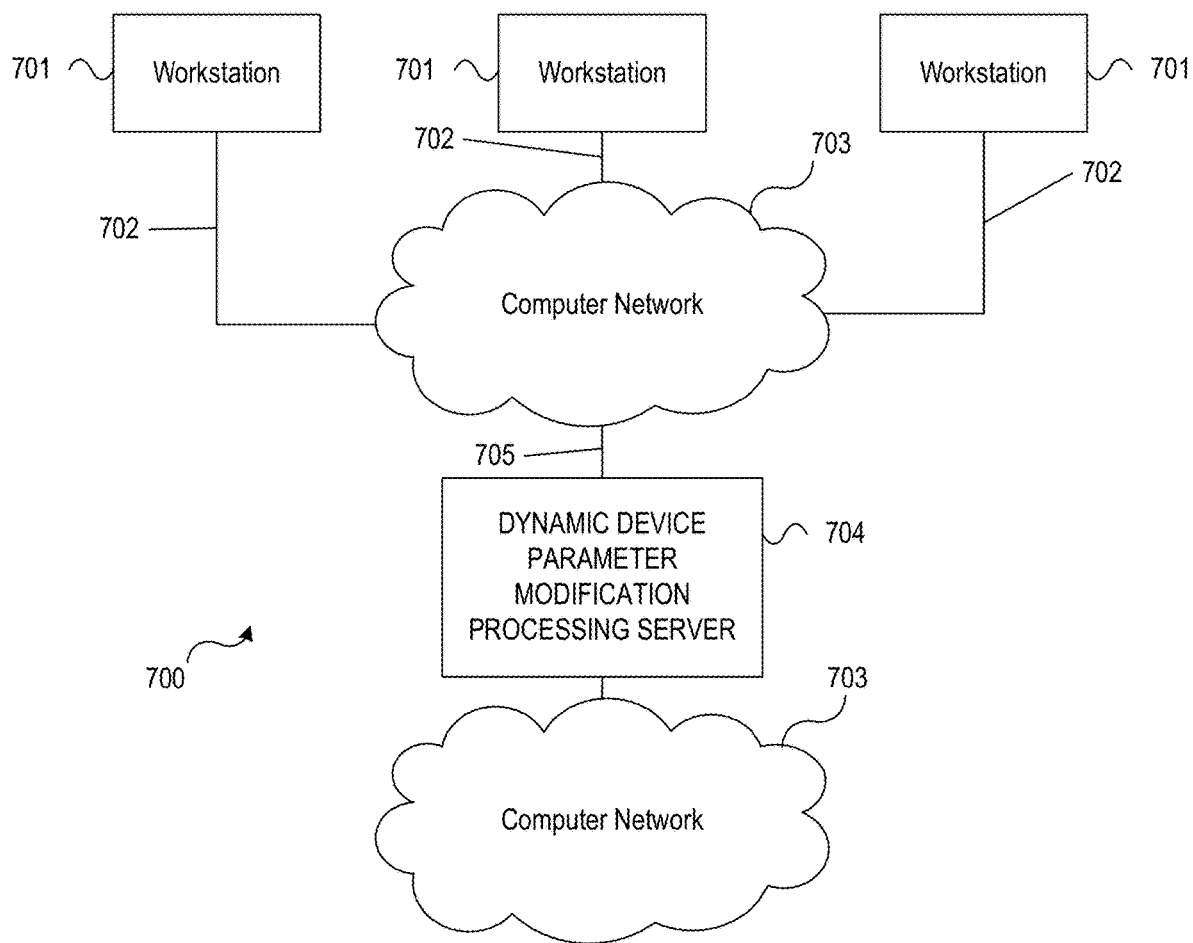 701
Workstation
701
Workstation
Workstation
701
702
703
702
702
Computer Network
705
DYNAMIC DEVICE
PARAMETER
MODIFICATION
PROCESSING SERVER
704
700
703
Computer Network